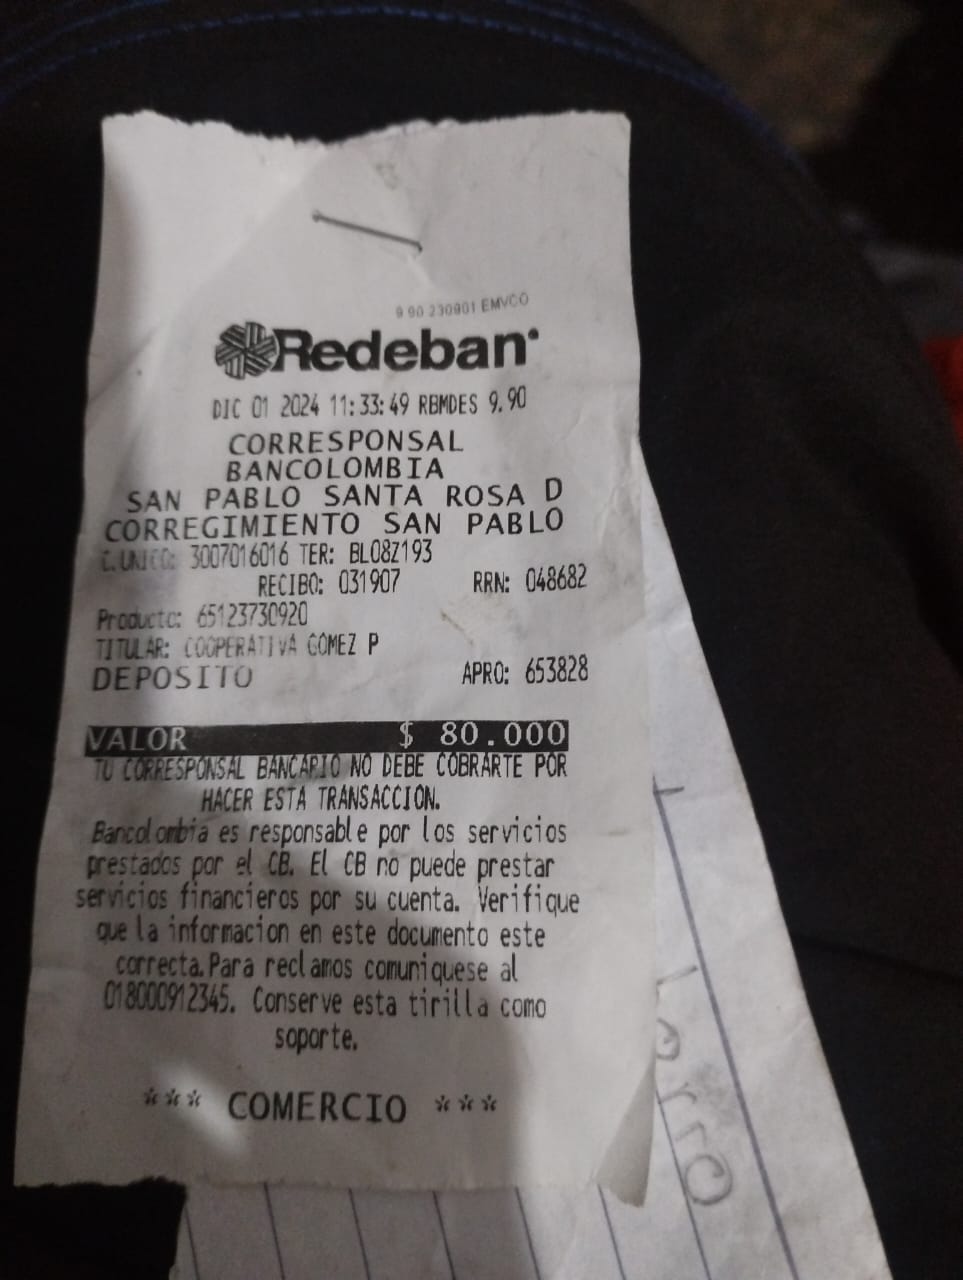 9 90 230901 EMVCO
Redeban
DIC 01 2024 11:33:49 RBMDES 9.90
CORRESPONSAL
BANCOLOMBIA
SAN PABLO SANTA ROSA D
CORREGIMIENTO SAN PABLO
C.UNICO: 3007016016 TER: BL08Z193
RECIBO: 031907 RRN: 048682
Producto: 65123730920
TITULAR: COOPERATIVA GOMEZ P
DEPOSITO APRO: 653828
VALOR $ 80.000
TU CORRESPONSAL BANCARIO NO DEBE COBRARTE POR
HACER ESTA TRANSACCION.
Bancolombia es responsable por los servicios
prestados por el CB. El CB no puede prestar
servicios financieros por su cuenta. Verifique
que la informacion en este documento este
correcta.Para reclamos comuniquese al
018000912345. Conserve esta tirilla como
soporte.
*** COMERCIO ***